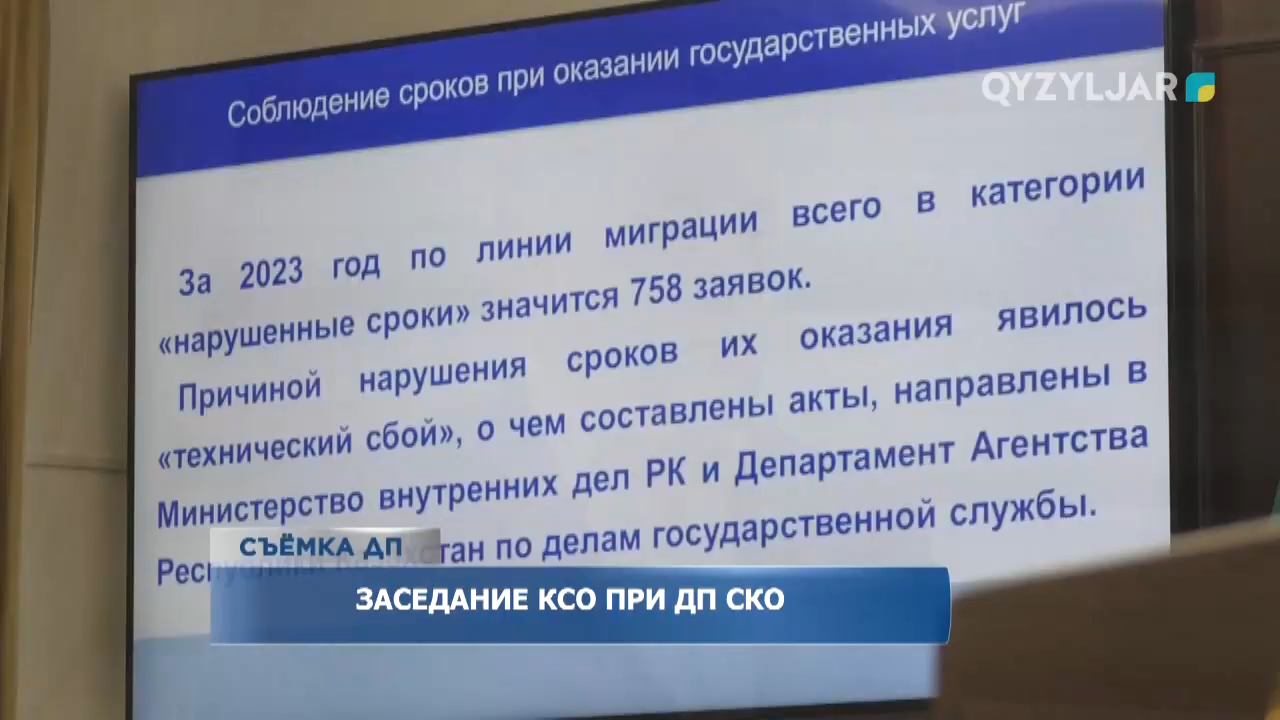 Соблюдение сроков при оказании государственных услуг
QYZYLJAR
За 2023 год по линии миграции всего в категории
«нарушенные сроки» значится 758 заявок.
Причиной нарушения сроков их оказания явилось
«технический сбой», о чем составлены акты, направлены в
Министерство внутренних дел РК и Департамент Агентства
Республики Казахстан по делам государственной службы.
СЪЁМКА ДП
ЗАСЕДАНИЕ КСО ПРИ ДП СКО